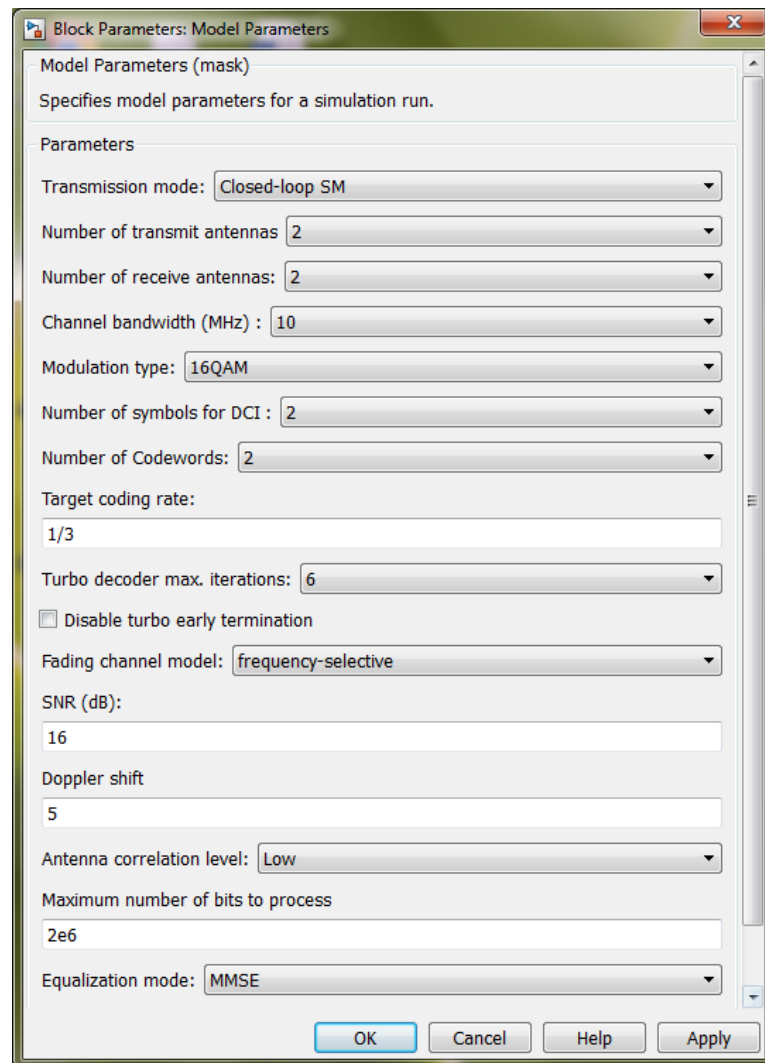 Block Parameters: Model Parameters
Model Parameters (mask)
Specifies model parameters for a simulation run.
Parameters
Transmission mode: Closed-loop SM
Number of transmit antennas 2
Number of receive antennas: 2
Channel bandwidth (MHz) : 10
Modulation type: 16QAM
Number of symbols for DCI : 2
Number of Codewords: 2
Target coding rate:
1/3
Turbo decoder max. iterations: 6
Disable turbo early termination
Fading channel model: frequency-selective
SNR (dB):
16
Doppler shift
5
Antenna correlation level: Low
Maximum number of bits to process
2e6
Equalization mode: MMSE
OK Cancel Help Apply